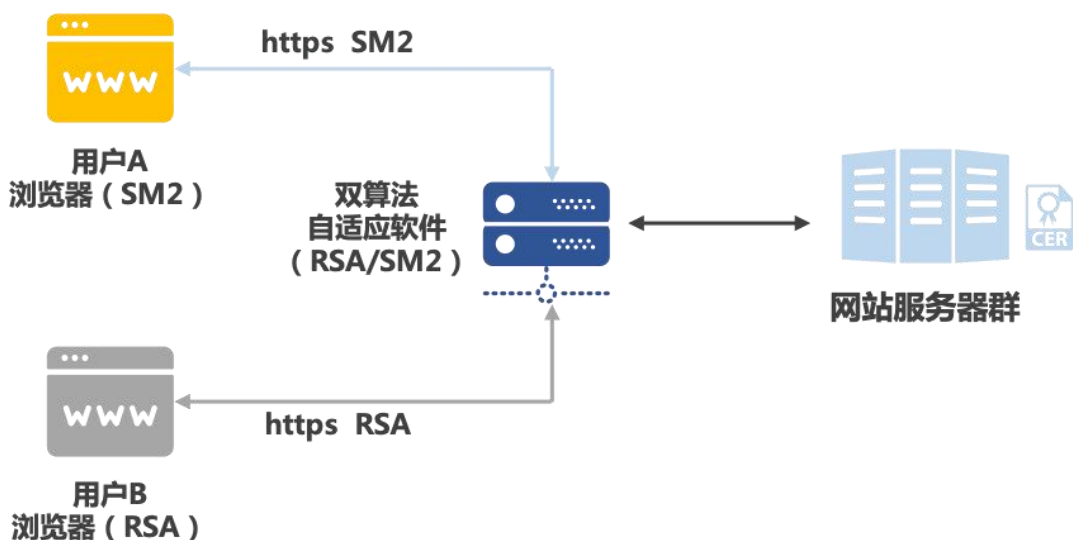 WWW
https SM2
用户A
浏览器（SM2）
双算法
自适应软件
（RSA/SM2）
CER
网站服务器群
WWW
https RSA
用户B
浏览器（RSA）